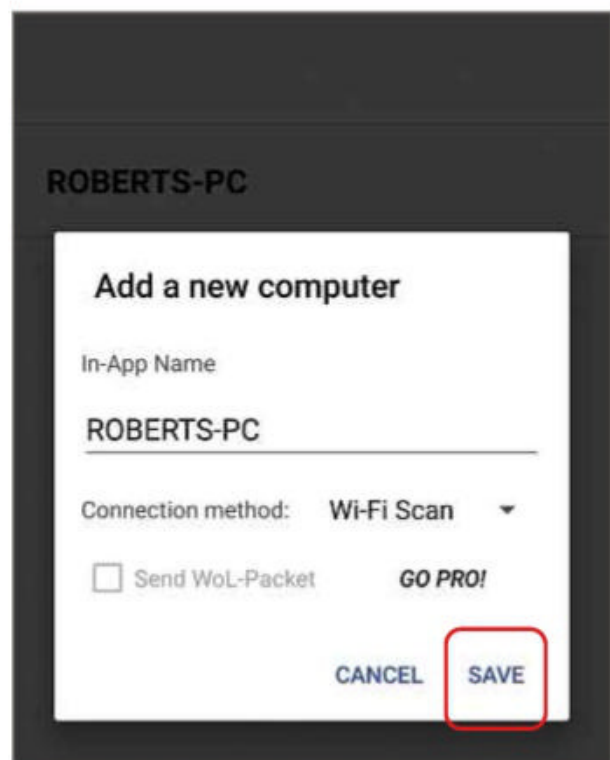 ROBERTS-PC
Add a new computer
In-App Name
ROBERTS-PC
Connection method: Wi-Fi Scan
Send WoL-Packet GO PRO!
CANCEL SAVE